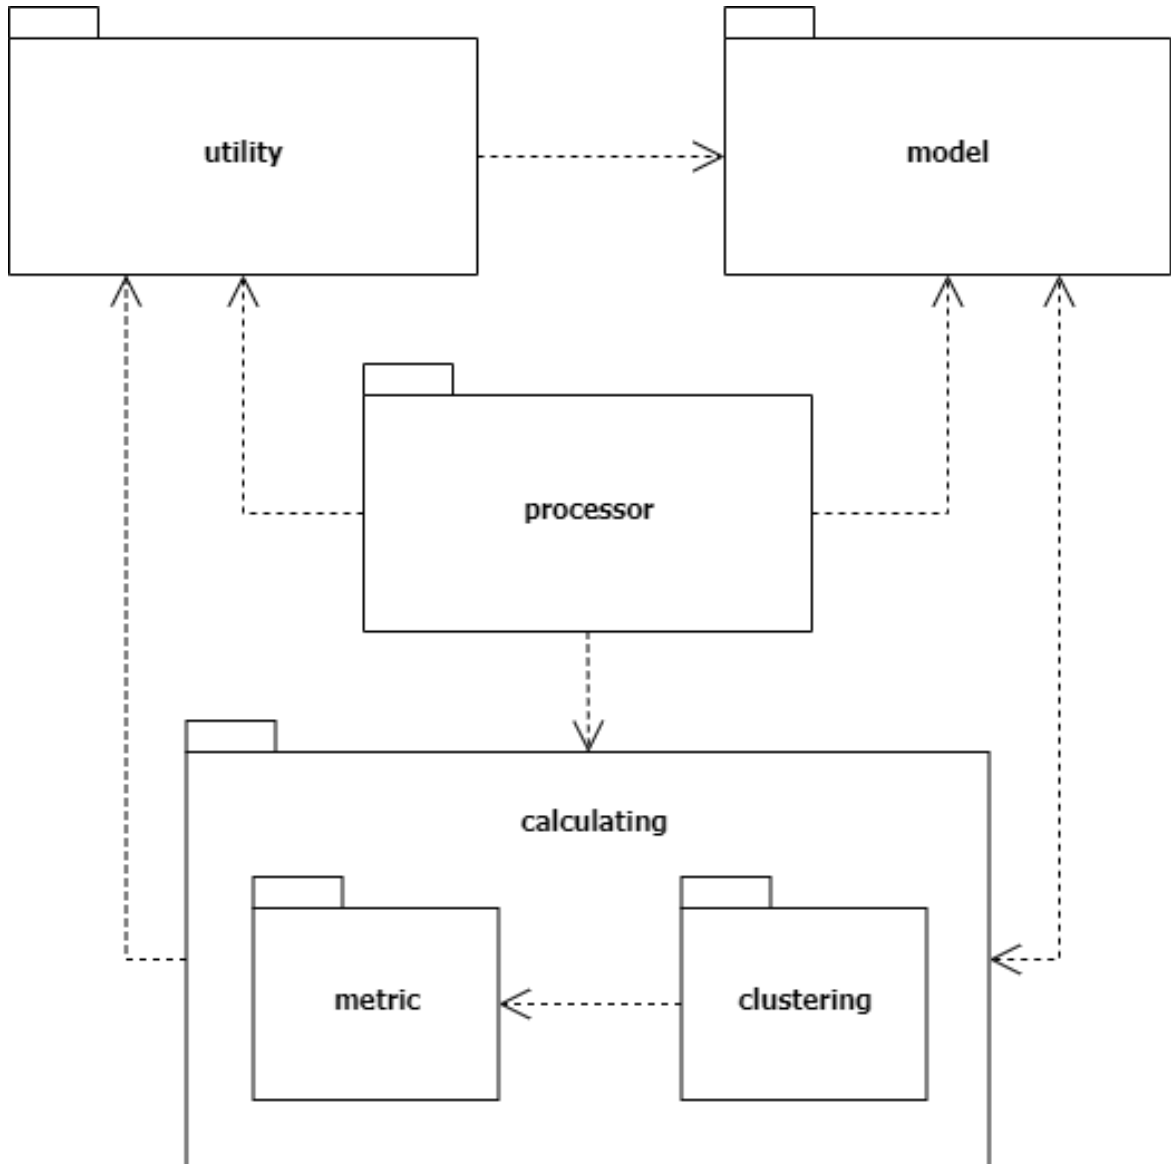 utility
model
processor
calculating
metric
clustering